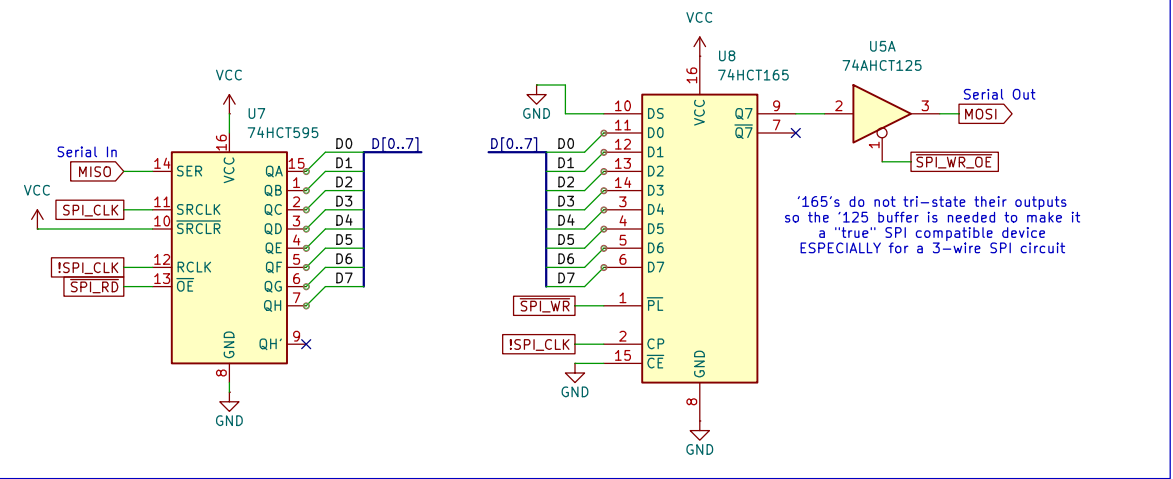 VCC
U7
74HCT595
16
VCC
Serial In
MISO
14
SER
VCC
SPI_CLK
11
SRCLK
10
SRCLR
!SPI_CLK
12
RCLK
SPI_RD
13
OE
QA
15
D0
QB
1
D1
QC
2
D2
QD
3
D3
QE
4
D4
QF
5
D5
QG
6
D6
QH
7
D7
QH'
9
GND
8
GND
D[0..7]
VCC
U8
74HCT165
16
VCC
GND
10
DS
D[0..7]
D0
11
D0
D1
12
D1
D2
13
D2
D3
14
D3
D4
3
D4
D5
4
D5
D6
5
D6
D7
6
D7
SPI_WR
1
PL
!SPI_CLK
2
CP
15
CE
GND
GND
8
GND
Q7
9
Q7
7
U5A
74AHCT125
2
3
1
Serial Out
MOSI
SPI_WR_OE
'165's do not tri-state their outputs
so the '125 buffer is needed to make it
a "true" SPI compatible device
ESPECIALLY for a 3-wire SPI circuit